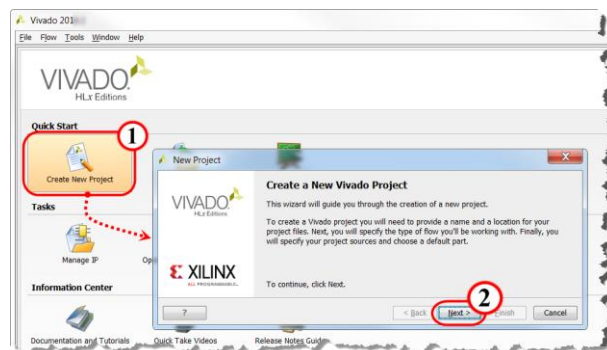 Vivado 201
File Flow Tools Window Help
VIVADO.
HLx Editions
Quick Start
1
Create New Project
New Project
X
VIVADO.
HLx Editions
Create a New Vivado Project
This wizard will guide you through the creation of a new project.
To create a Vivado project you will need to provide a name and a location for your
project files. Next, you will specify the type of flow you'll be working with. Finally, you
will specify your project sources and choose a default part.
Tasks
Manage IP
Op
XILINX
ALL PROGRAMMABLE.
To continue, click Next.
Information Center
2
?
< Back
Next >
Finish
Cancel
Documentation and Tutorials
Quick Take Videos
Release Notes Guide